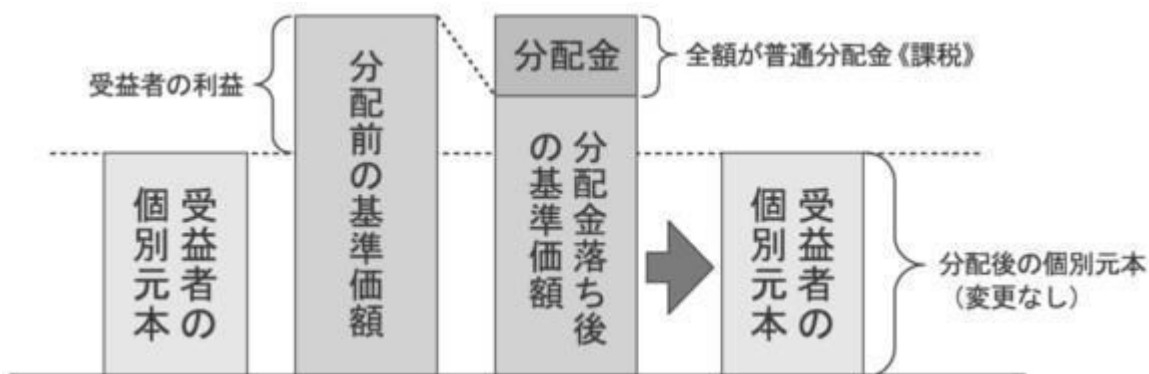 受益者の利益
受益者の
個別元本
分配前の基準価額
分配金
全額が普通分配金《課税》
分配金落ち後
の基準価額
受益者の
個別元本
分配後の個別元本
（変更なし）